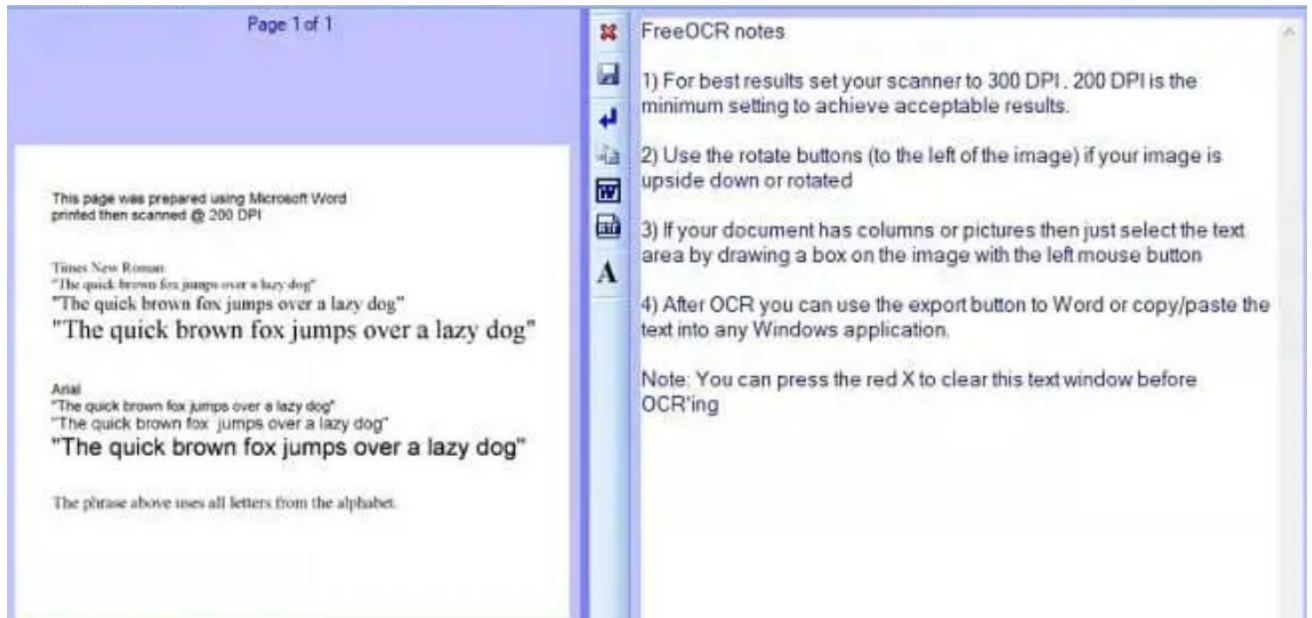 Page 1 of 1
This page was prepared using Microsoft Word
printed then scanned @ 200 DPI
Times New Roman
"The quick brown fox jumps over a lazy dog"
"The quick brown fox jumps over a lazy dog"
"The quick brown fox jumps over a lazy dog"
Arial
"The quick brown fox jumps over a lazy dog"
"The quick brown fox jumps over a lazy dog"
"The quick brown fox jumps over a lazy dog"
The phrase above uses all letters from the alphabet.
W
A
FreeOCR notes
1) For best results set your scanner to 300 DPI. 200 DPI is the
minimum setting to achieve acceptable results.
2) Use the rotate buttons (to the left of the image) if your image is
upside down or rotated
3) If your document has columns or pictures then just select the text
area by drawing a box on the image with the left mouse button
4) After OCR you can use the export button to Word or copy/paste the
text into any Windows application.
Note: You can press the red X to clear this text window before
OCR'ing